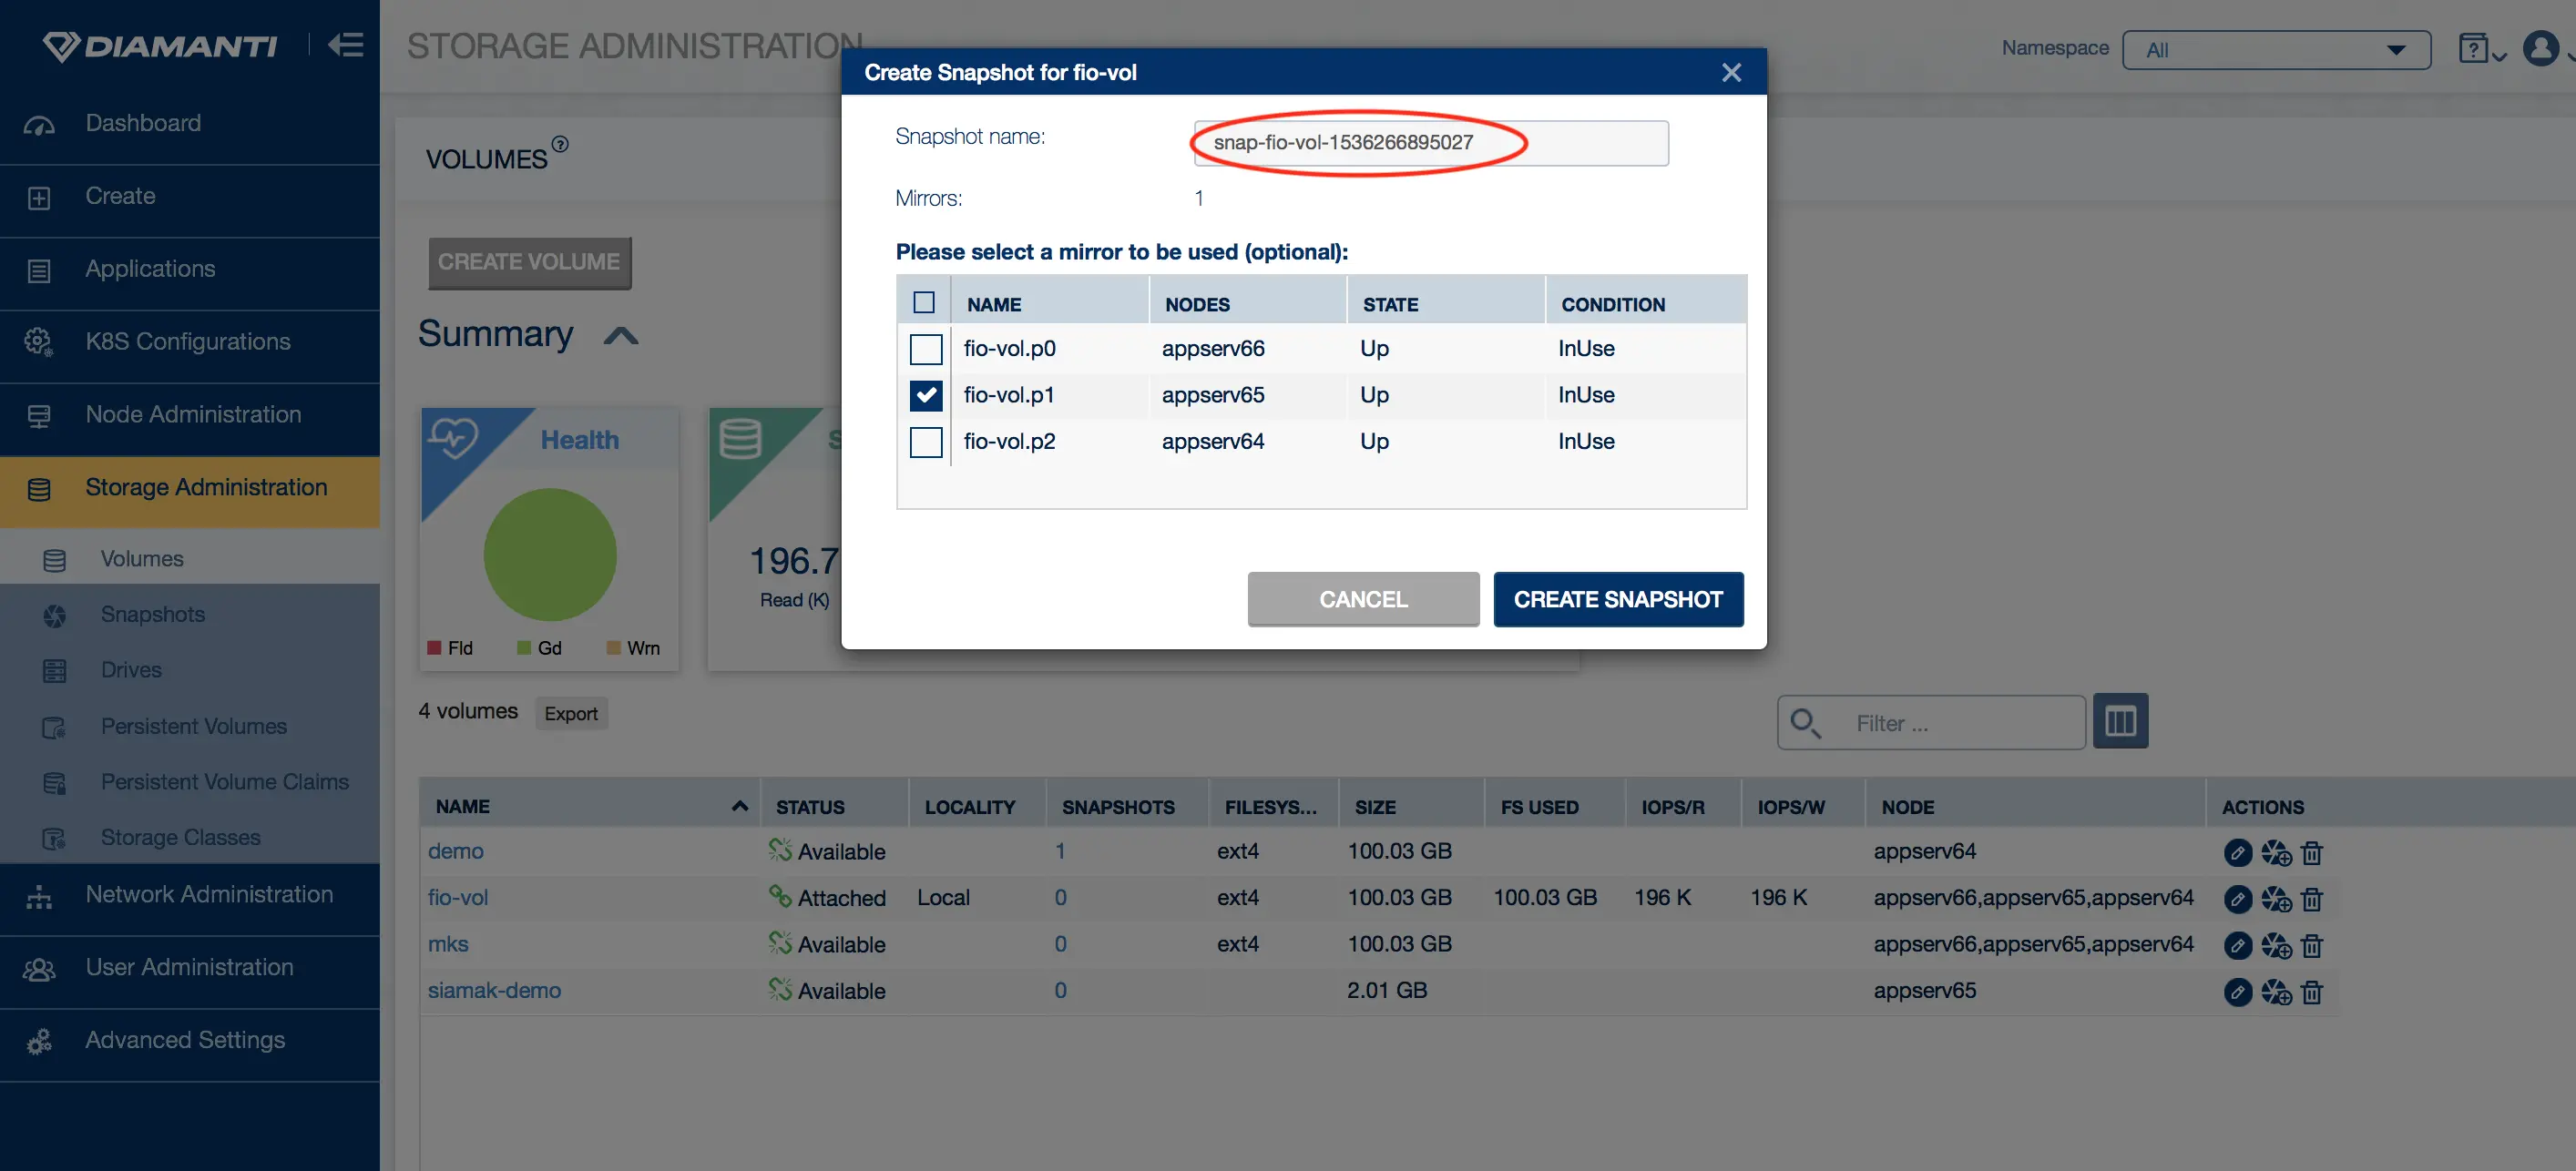 DIAMANTI
STORAGE ADMINISTRATION
Namespace
All
Dashboard
Create
Applications
K8S Configurations
Node Administration
Storage Administration
Volumes
Snapshots
Drives
Persistent Volumes
Persistent Volume Claims
Storage Classes
Network Administration
User Administration
Advanced Settings
VOLUMES ?
CREATE VOLUME
Summary
Health
Fld Gd Wrn
S
196.7
Read (K)
Create Snapshot for fio-vol
Snapshot name: snap-fio-vol-1536266895027
Mirrors: 1
Please select a mirror to be used (optional):
NAME NODES STATE CONDITION
fio-vol.p0 appserv66 Up InUse
fio-vol.p1 appserv65 Up InUse
fio-vol.p2 appserv64 Up InUse
CANCEL CREATE SNAPSHOT
4 volumes Export
Filter ...
NAME STATUS LOCALITY SNAPSHOTS FILESYS... SIZE FS USED IOPS/R IOPS/W NODE ACTIONS
demo Available 1 ext4 100.03 GB appserv64
fio-vol Attached Local 0 ext4 100.03 GB 100.03 GB 196 K 196 K appserv66,appserv65,appserv64
mks Available 0 ext4 100.03 GB appserv66,appserv65,appserv64
siamak-demo Available 0 2.01 GB appserv65